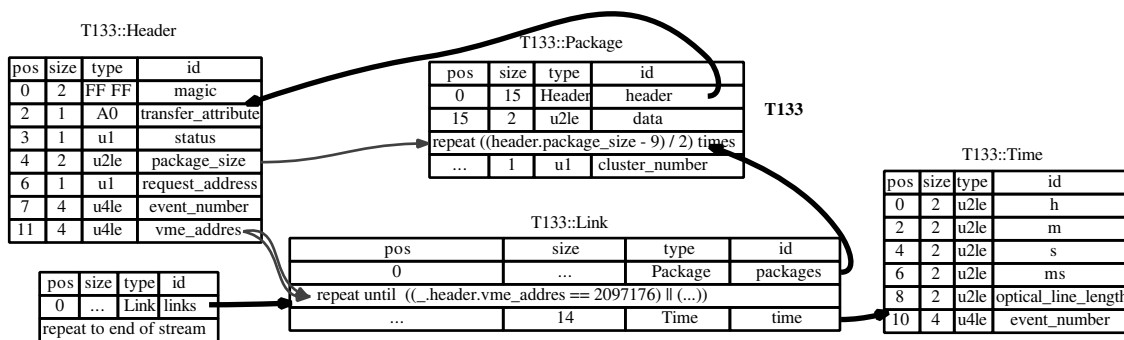 T133::Header
pos size type id
0 2 FF FF magic
2 1 A0 transfer_attribute
3 1 u1 status
4 2 u2le package_size
6 1 u1 request_address
7 4 u4le event_number
11 4 u4le vme_addres
T133::Package
pos size type id
0 15 Header header
15 2 u2le data
repeat ((header.package_size - 9) / 2) times
... 1 u1 cluster_number
T133
T133::Time
pos size type id
0 2 u2le h
2 2 u2le m
4 2 u2le s
6 2 u2le ms
8 2 u2le optical_line_length
10 4 u4le event_number
T133::Link
pos size type id
0 ... Package packages
repeat until ((_.header.vme_addres == 2097176) || (...))
... 14 Time time
pos size type id
0 ... Link links
repeat to end of stream